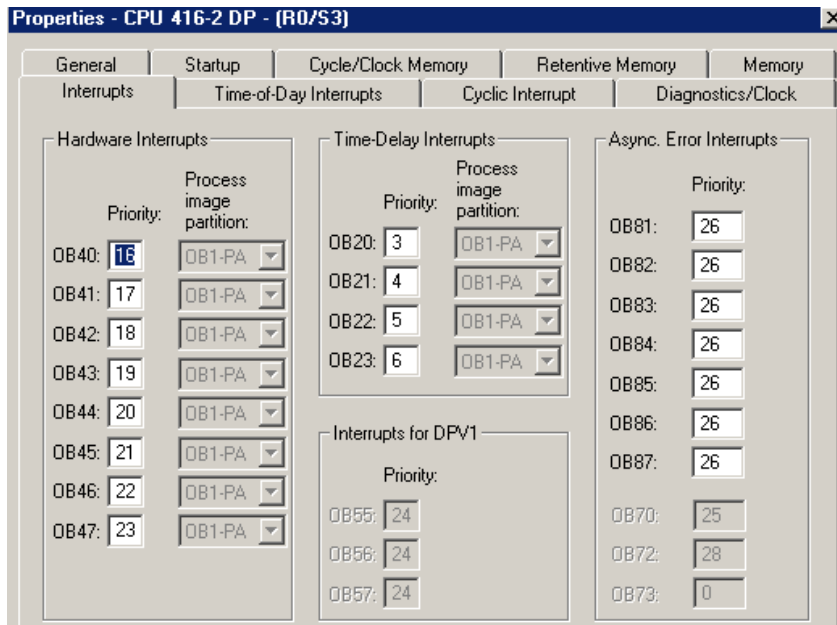 Properties - CPU 416-2 DP - (R0/S3)
General Startup Cycle/Clock Memory Retentive Memory Memory
Interrupts Time-of-Day Interrupts Cyclic Interrupt Diagnostics/Clock
Hardware Interrupts
Priority:
Process
image
partition:
OB40: 16 OB1-PA
OB41: 17 OB1-PA
OB42: 18 OB1-PA
OB43: 19 OB1-PA
OB44: 20 OB1-PA
OB45: 21 OB1-PA
OB46: 22 OB1-PA
OB47: 23 OB1-PA
Time-Delay Interrupts
Priority:
Process
image
partition:
OB20: 3 OB1-PA
OB21: 4 OB1-PA
OB22: 5 OB1-PA
OB23: 6 OB1-PA
Interrupts for DPV1
Priority:
OB55: 24
OB56: 24
OB57: 24
Async. Error Interrupts
Priority:
OB81: 26
OB82: 26
OB83: 26
OB84: 26
OB85: 26
OB86: 26
OB87: 26
OB70: 25
OB72: 28
OB73: 0